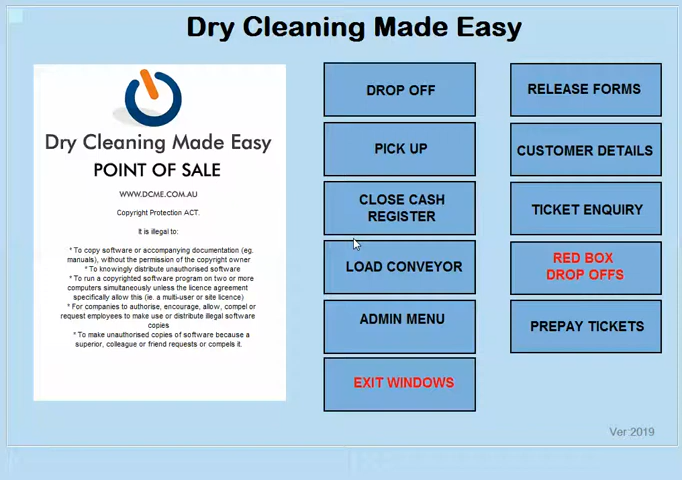 Dry Cleaning Made Easy
Dry Cleaning Made Easy
POINT OF SALE
WWW.DCME.COM.AU
Copyright Protection ACT.
It is illegal to:
* To copy software or accompanying documentation (eg.
manuals), without the permission of the copyright owner
* To knowingly distribute unauthorised software
* To run a copyrighted software program on two or more
computers simultaneously unless the licence agreement
specifically allow this (ie. a multi-user or site licence)
* For companies to authorise, encourage, allow, compel or
request employees to make use or distribute illegal software
copies
* To make unauthorised copies of software because a
superior, colleague or friend requests or compels it.
DROP OFF
PICK UP
CLOSE CASH
REGISTER
LOAD CONVEYOR
ADMIN MENU
EXIT WINDOWS
RELEASE FORMS
CUSTOMER DETAILS
TICKET ENQUIRY
RED BOX
DROP OFFS
PREPAY TICKETS
Ver:2019